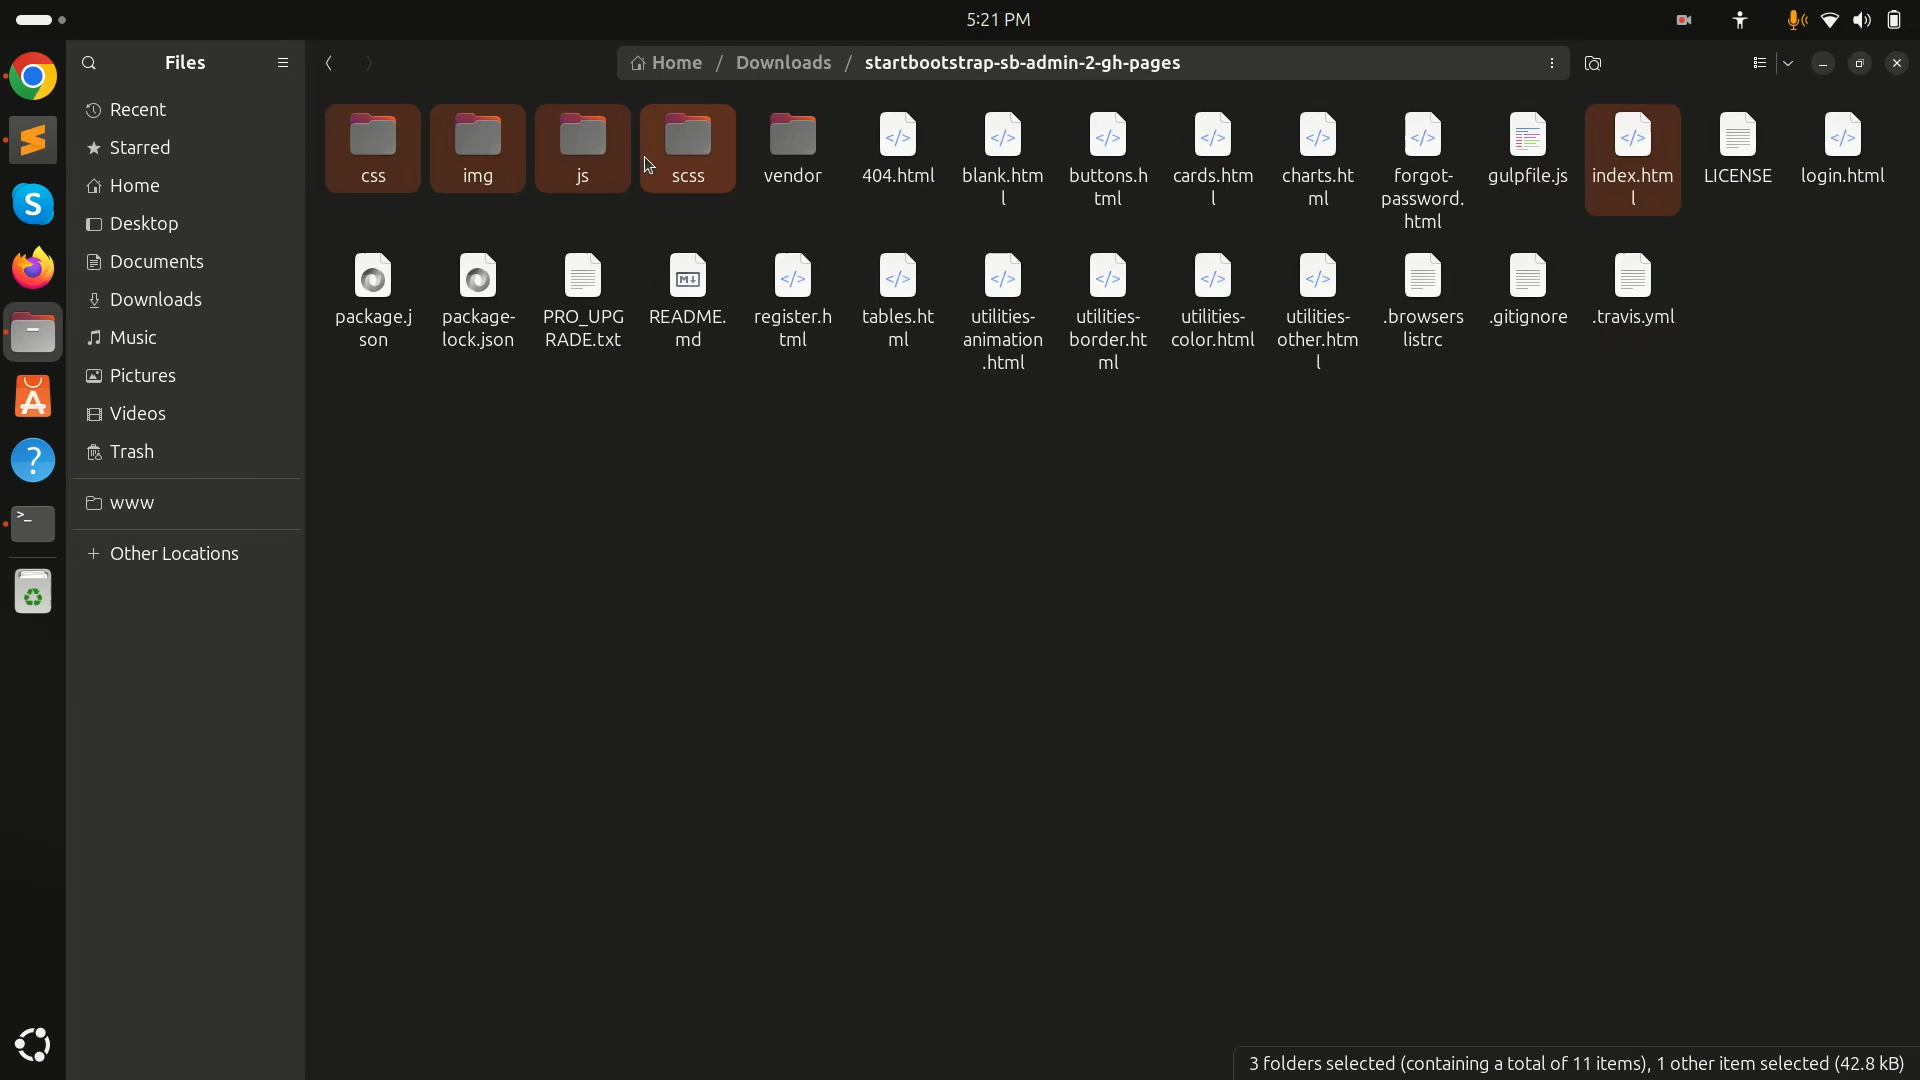 5:21 PM
Files
Home / Downloads / startbootstrap-sb-admin-2-gh-pages
Recent
Starred
Home
Desktop
Documents
Downloads
Music
Pictures
Videos
Trash
www
+ Other Locations
css
img
js
scss
vendor
404.html
blank.htm
l
buttons.h
tml
cards.htm
l
charts.ht
ml
forgot-
password.
html
gulpfile.js
index.htm
l
LICENSE
login.html
package.j
son
package-
lock.json
PRO_UPG
RADE.txt
README.
md
register.h
tml
tables.ht
ml
utilities-
animation
.html
utilities-
border.ht
ml
utilities-
color.html
utilities-
other.htm
l
.browsers
listrc
.gitignore
.travis.yml
3 folders selected (containing a total of 11 items), 1 other item selected (42.8 kB)